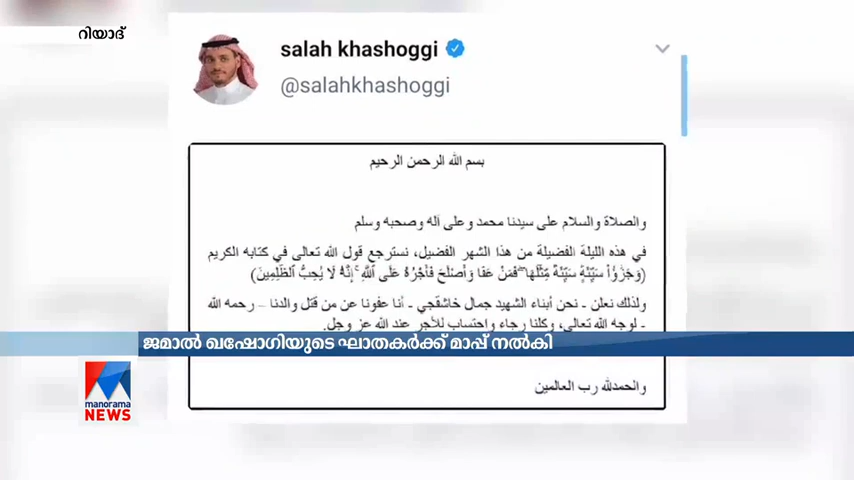 റിയാദ്
salah khashoggi
@salahkhashoggi
بسم الله الرحمن الرحيم
والصلاة والسلام على سيدنا محمد وعلى آله وصحبه وسلم
في هذه الليلة الفضيلة من هذا الشهر الفضيل، نسترجع قول الله تعالى في كتابه الكريم
(وَجَزَٰٓؤُاْ سَيِّئَةٖ سَيِّئَةٞ مِّثۡلُهَاۖ فَمَنۡ عَفَا وَأَصۡلَحَ فَأَجۡرُهُۥ عَلَى ٱللَّهِۚ إِنَّهُۥ لَا يُحِبُّ ٱلظَّٰلِمِينَ)
ولذلك نعلن - نحن أبناء الشهيد جمال خاشقجي - أنا عفونا عن من قتل والدنا – رحمه الله
- لوجه الله تعالى، وكلنا رجاء واحتساب للأجر عند الله عز وجل.
ജമാൽ ഖഷോഗിയുടെ ഘാതകർക്ക് മാപ്പ് നൽകി
والحمدلله رب العالمين
manorama
NEWS